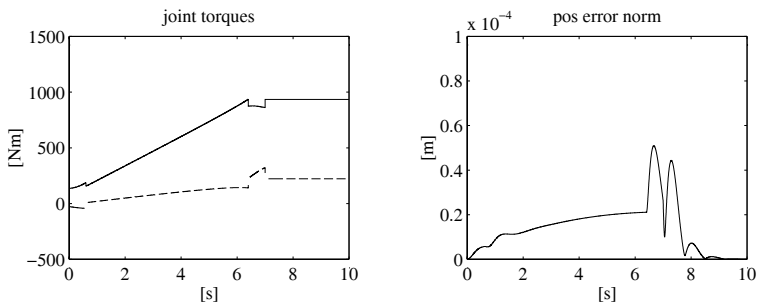 joint torques
1500
1000
500
0
−500
[Nm]
0 2 4 6 8 10
[s]
pos error norm
1 x 10−4
0.8
0.6
0.4
0.2
0
[m]
0 2 4 6 8 10
[s]